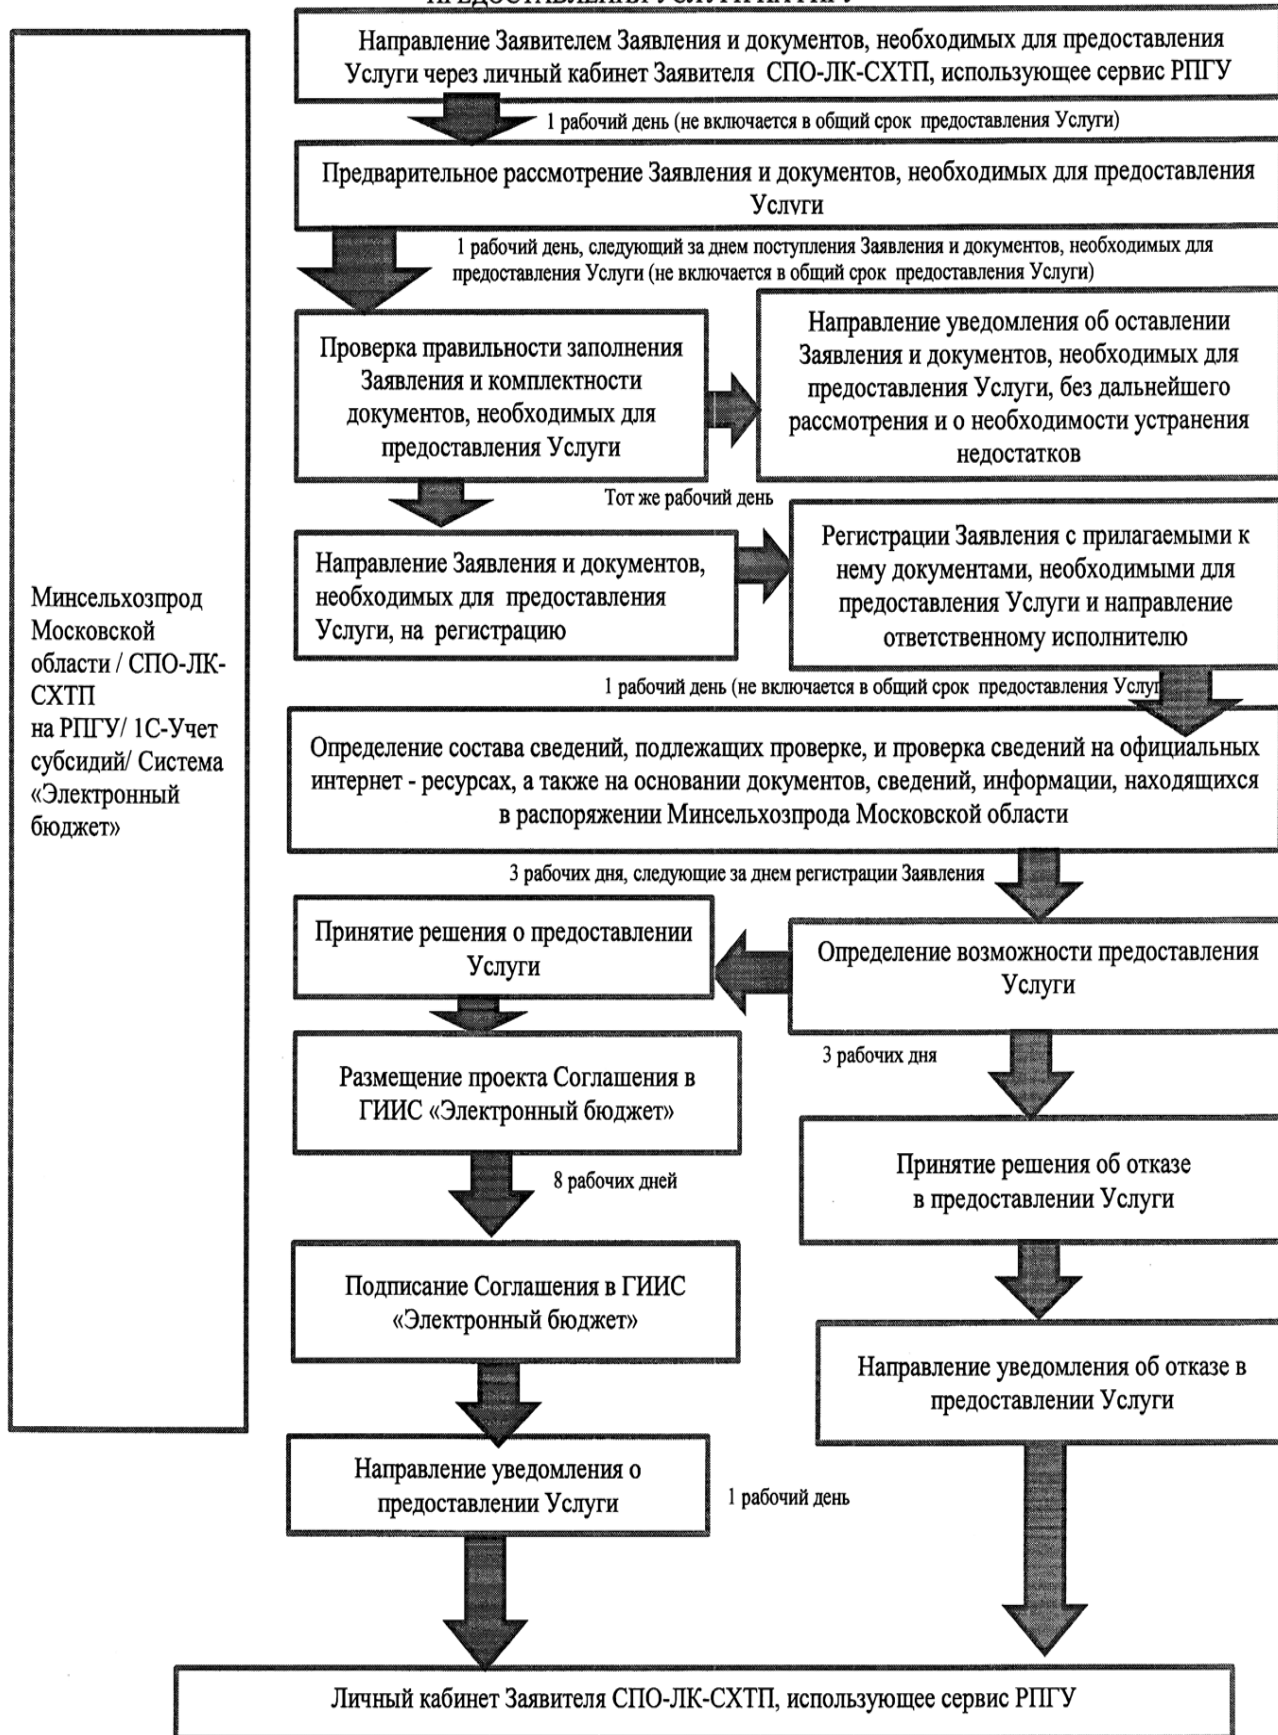 Направление Заявителем Заявления и документов, необходимых для предоставления
Услуги через личный кабинет Заявителя СПО-ЛК-СХТП, использующее сервис РПГУ
1 рабочий день (не включается в общий срок предоставления Услуги)
Предварительное рассмотрение Заявления и документов, необходимых для предоставления
Услуги
1 рабочий день, следующий за днем поступления Заявления и документов, необходимых для
предоставления Услуги (не включается в общий срок предоставления Услуги)
Проверка правильности заполнения
Заявления и комплектности
документов, необходимых для
предоставления Услуги
Направление уведомления об оставлении
Заявления и документов, необходимых для
предоставления Услуги, без дальнейшего
рассмотрения и о необходимости устранения
недостатков
Тот же рабочий день
Направление Заявления и документов,
необходимых для предоставления
Услуги, на регистрацию
Регистрации Заявления с прилагаемыми к
нему документами, необходимыми для
предоставления Услуги и направление
ответственному исполнителю
Минсельхозпрод
Московской
области / СПО-ЛК-
СХТП
на РПГУ/ 1С-Учет
субсидий/ Система
«Электронный
бюджет»
1 рабочий день (не включается в общий срок предоставления Услуг
Определение состава сведений, подлежащих проверке, и проверка сведений на официальных
интернет - ресурсах, а также на основании документов, сведений, информации, находящихся
в распоряжении Минсельхозпрода Московской области
3 рабочих дня, следующие за днем регистрации Заявления
Принятие решения о предоставлении
Услуги
Определение возможности предоставления
Услуги
3 рабочих дня
Размещение проекта Соглашения в
ГИИС «Электронный бюджет»
8 рабочих дней
Принятие решения об отказе
в предоставлении Услуги
Подписание Соглашения в ГИИС
«Электронный бюджет»
Направление уведомления об отказе в
предоставлении Услуги
Направление уведомления о
предоставлении Услуги
1 рабочий день
Личный кабинет Заявителя СПО-ЛК-СХТП, использующее сервис РПГУ